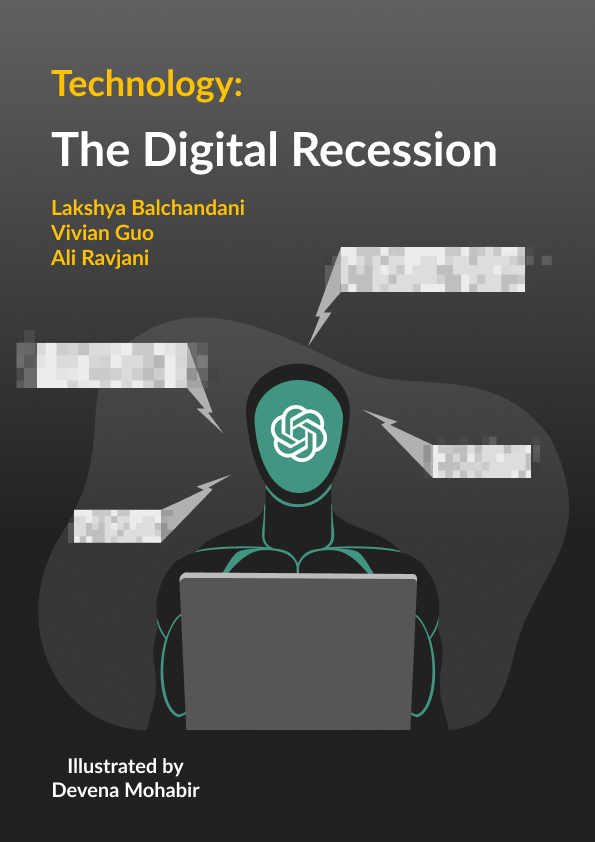 Technology:
The Digital Recession
Lakshya Balchandani
Vivian Guo
Ali Ravjani
Illustrated by
Devena Mohabir